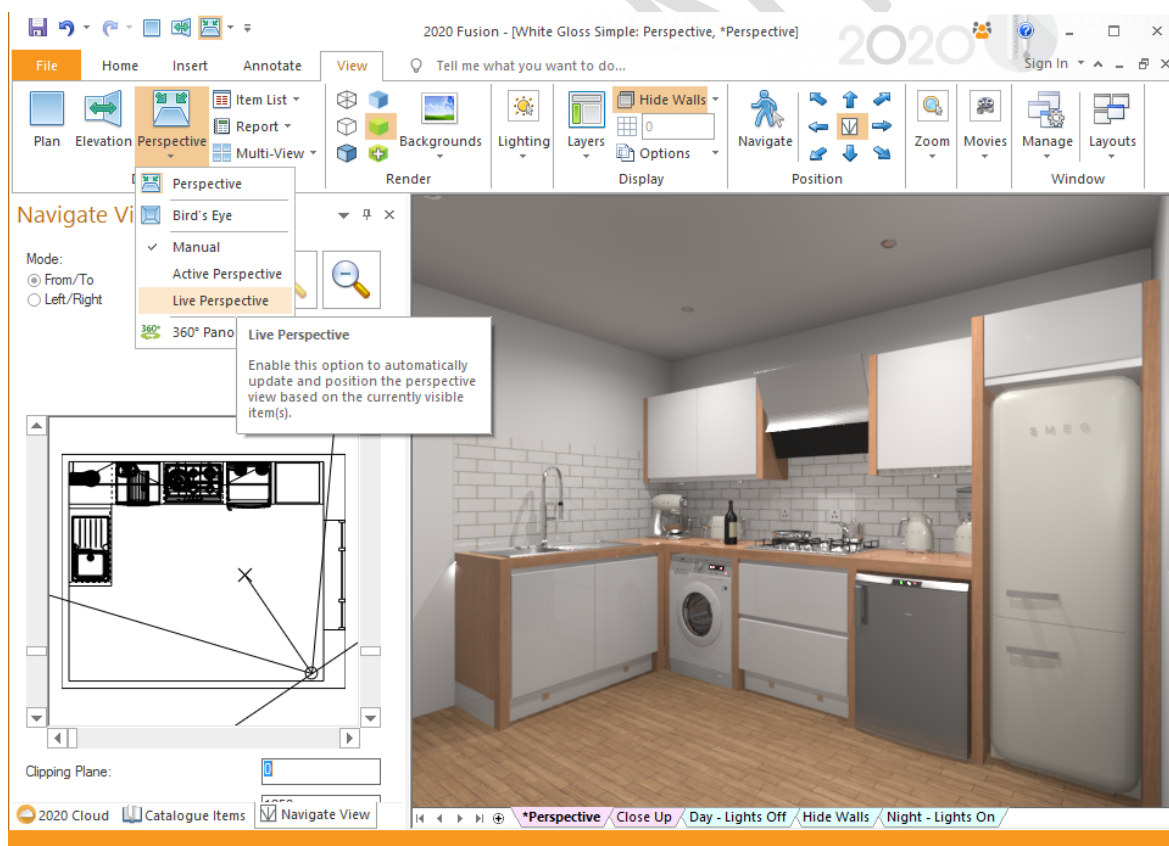 2020 Fusion - [White Gloss Simple: Perspective, *Perspective]
2020
File Home Insert Annotate View Tell me what you want to do... Sign In
Plan Elevation Perspective
Item List
Report
Multi-View
Backgrounds
Lighting
Layers
Hide Walls
0
Options
Navigate
Zoom Movies Manage Layouts
Render Display Position Window
Perspective
Bird's Eye
Manual
Active Perspective
Live Perspective
360° Pano
Live Perspective
Enable this option to automatically
update and position the perspective
view based on the currently visible
item(s).
Navigate Vi
Mode:
From/To
Left/Right
SMEG
Clipping Plane: 0
2020 Cloud Catalogue Items Navigate View
*Perspective Close Up Day - Lights Off Hide Walls Night - Lights On